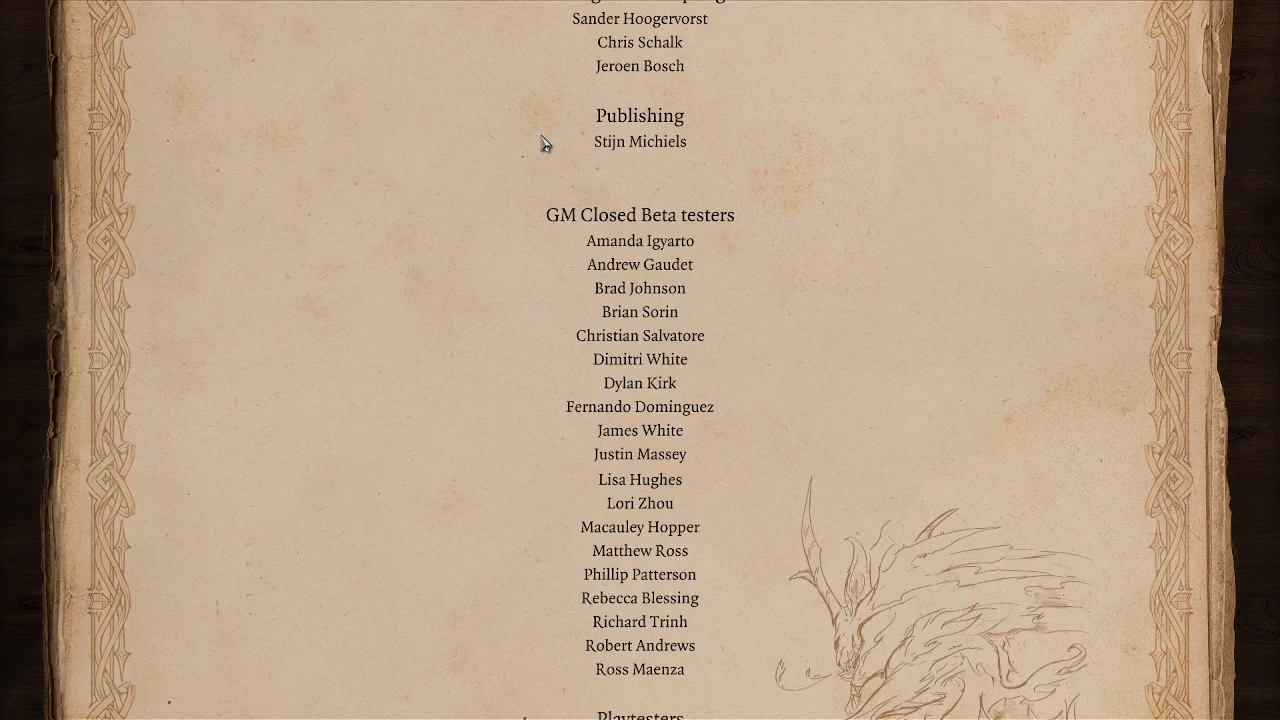 Sander Hoogervorst
Chris Schalk
Jeroen Bosch
Publishing
Stijn Michiels
GM Closed Beta testers
Amanda Igyarto
Andrew Gaudet
Brad Johnson
Brian Sorin
Christian Salvatore
Dimitri White
Dylan Kirk
Fernando Dominguez
James White
Justin Massey
Lisa Hughes
Lori Zhou
Macauley Hopper
Matthew Ross
Phillip Patterson
Rebecca Blessing
Richard Trinh
Robert Andrews
Ross Maenza
Playtesters